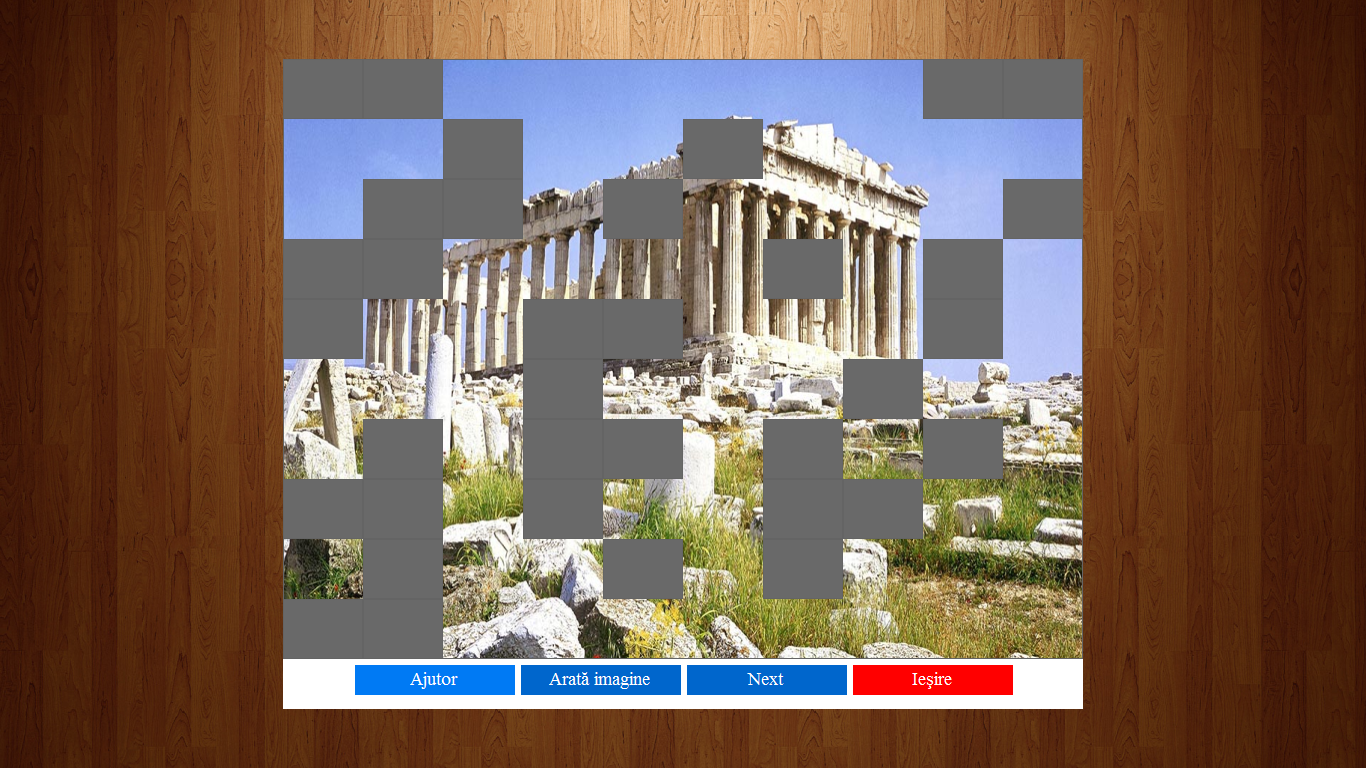 Ajutor
Arată imagine
Next
Ieşire